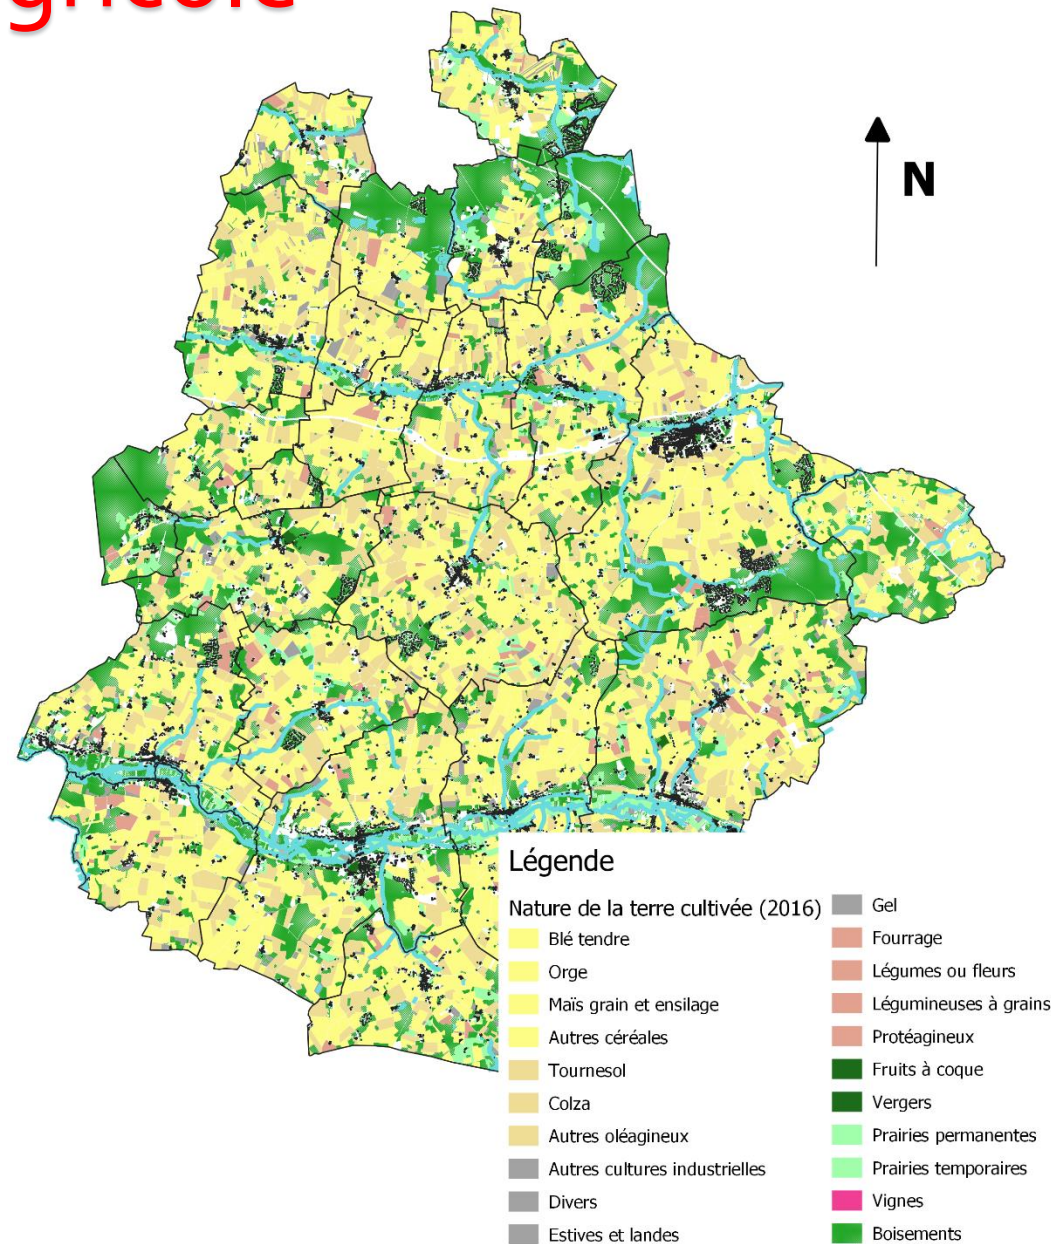 gricole
N
Légende
Nature de la terre cultivée (2016)
Blé tendre
Orge
Maïs grain et ensilage
Autres céréales
Tournesol
Colza
Autres oléagineux
Autres cultures industrielles
Divers
Estives et landes
Gel
Fourrage
Légumes ou fleurs
Légumineuses à grains
Protéagineux
Fruits à coque
Vergers
Prairies permanentes
Prairies temporaires
Vignes
Boisements